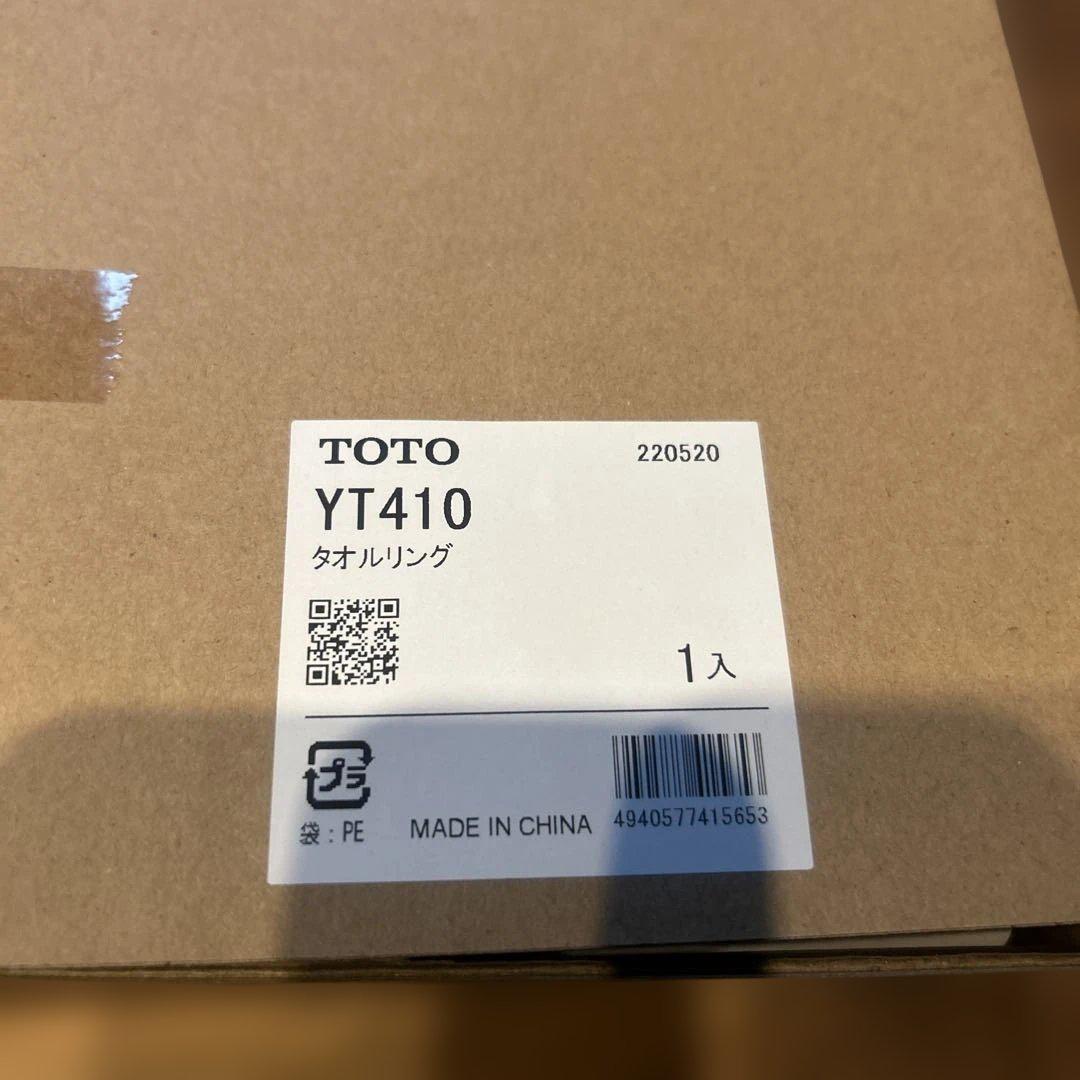 TOTO 220520
YT410
タオルリング
1入
プラ
袋：PE
MADE IN CHINA
4940577415653